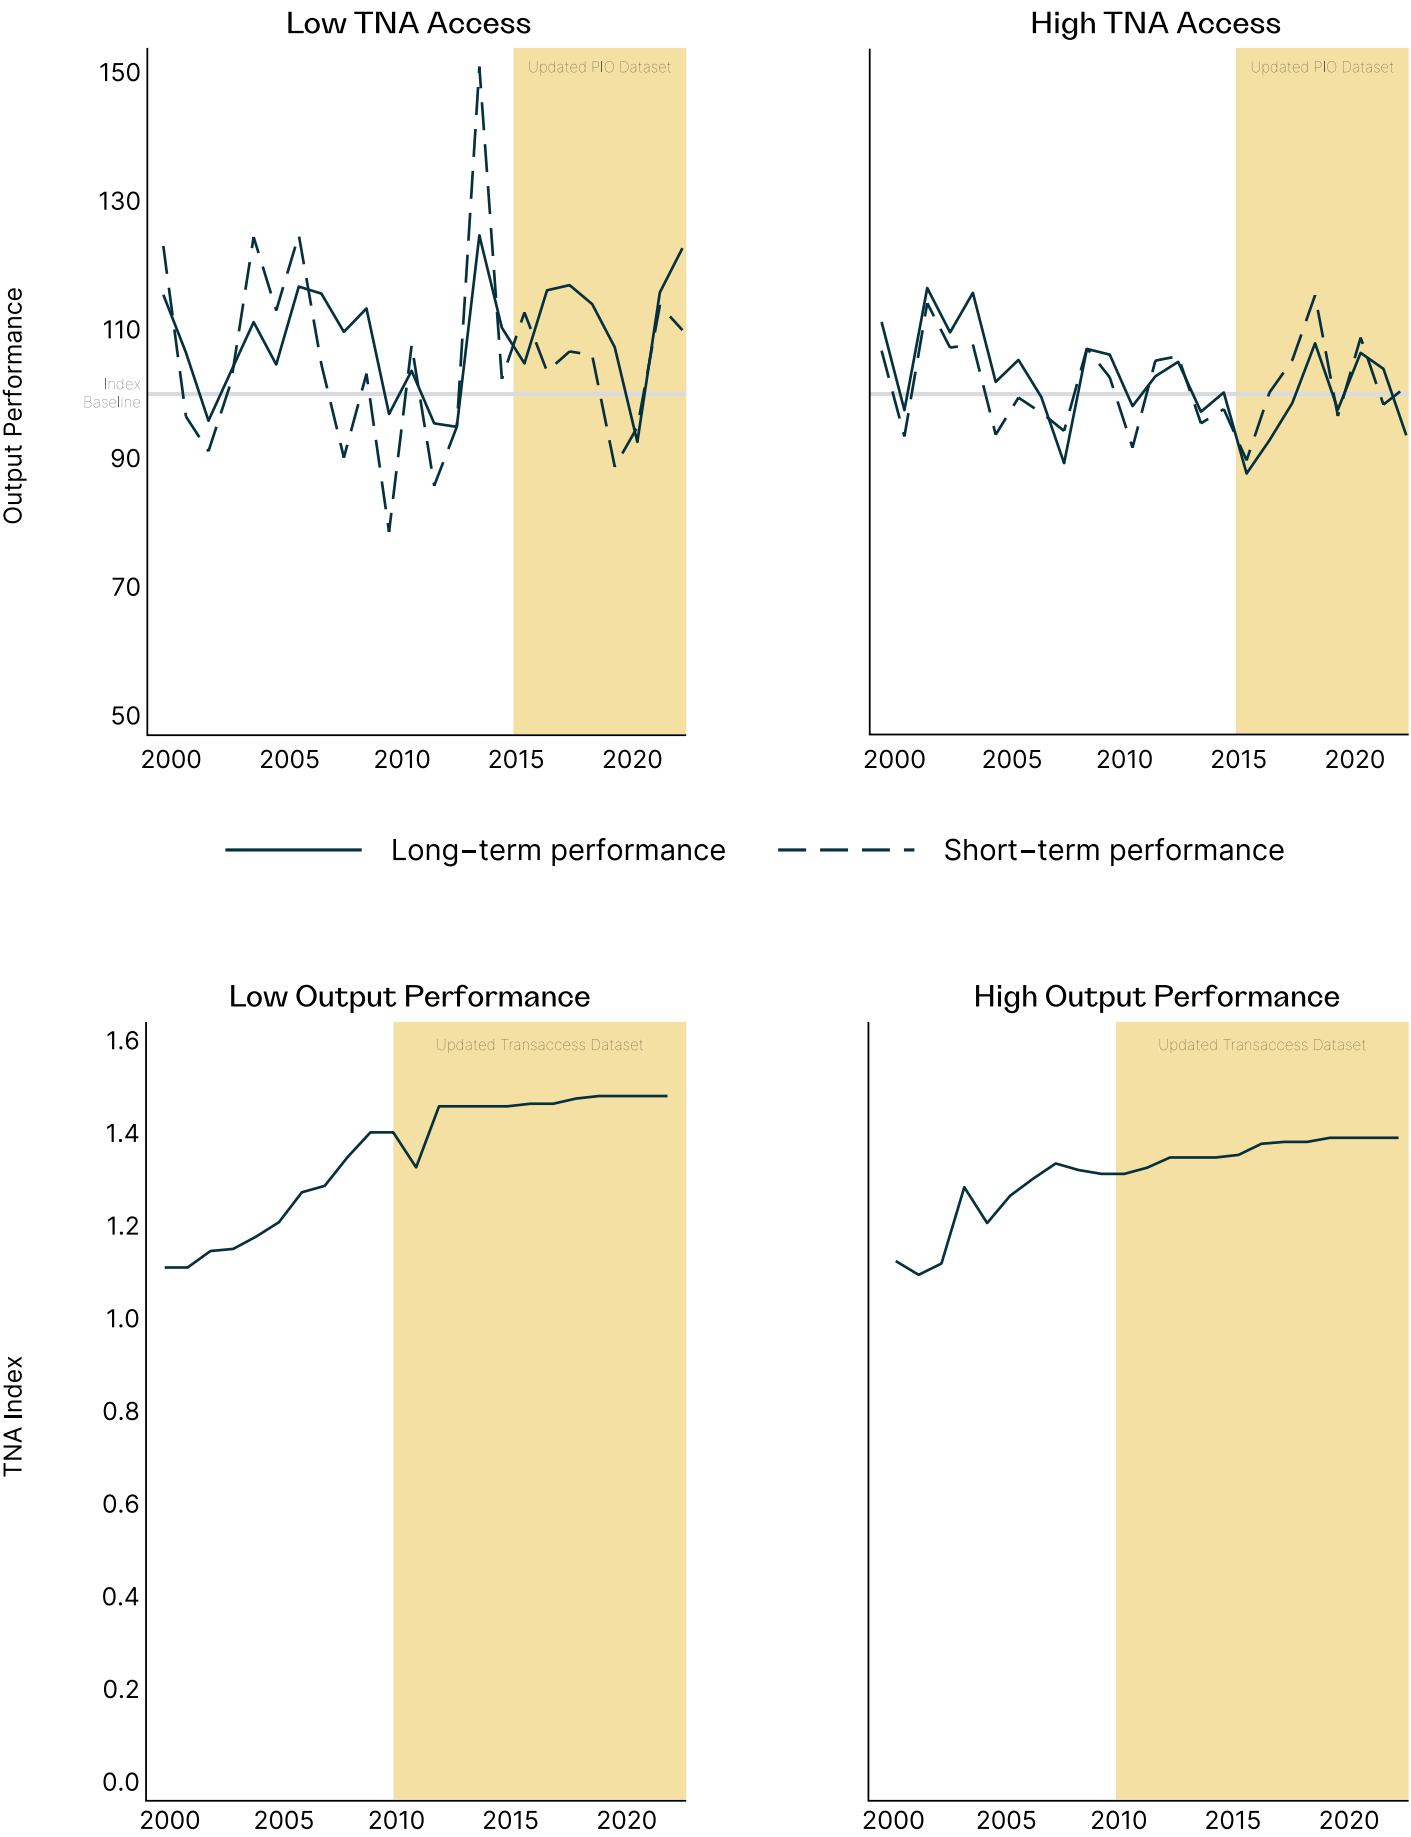 Low TNA Access
High TNA Access
150
130
110
90
70
50
Output Performance
Index
Baseline
Updated PIO Dataset
Updated PIO Dataset
2000
2005
2010
2015
2020
2000
2005
2010
2015
2020
Long-term performance
Short-term performance
Low Output Performance
High Output Performance
1.6
1.4
1.2
1.0
0.8
0.6
0.4
0.2
0.0
TNA Index
Updated Transaccess Dataset
Updated Transaccess Dataset
2000
2005
2010
2015
2020
2000
2005
2010
2015
2020